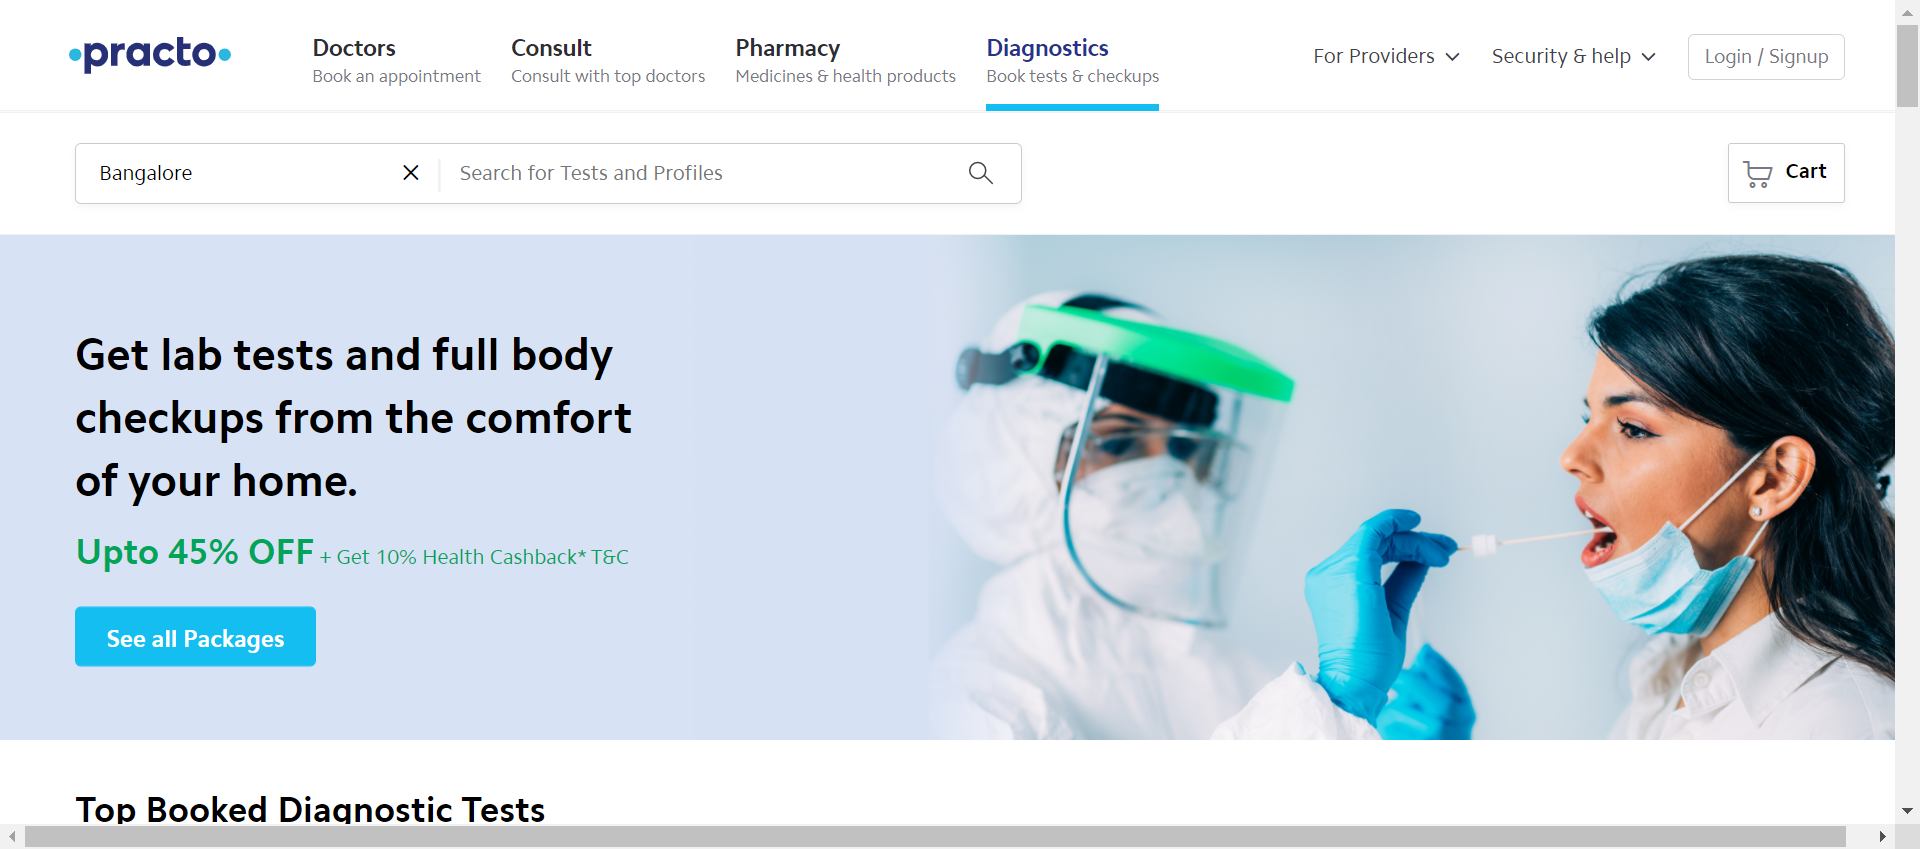 practo
Doctors
Book an appointment
Consult
Consult with top doctors
Pharmacy
Medicines & health products
Diagnostics
Book tests & checkups
For Providers
Security & help
Login / Signup
Bangalore
Search for Tests and Profiles
Cart
Get lab tests and full body
checkups from the comfort
of your home.
Upto 45% OFF + Get 10% Health Cashback* T&C
See all Packages
Top Booked Diagnostic Tests